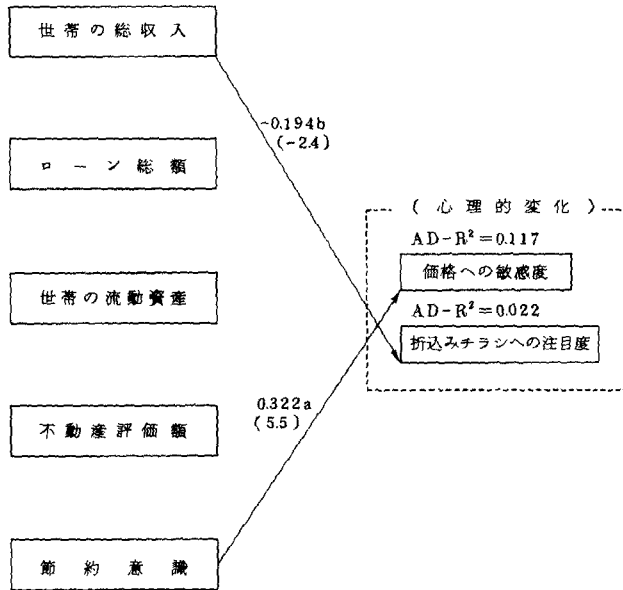 世帯の総収入
-0.194b
(-2.4)
ローン総額
(心理的変化)
AD-R²=0.117
価格への敏感度
世帯の流動資産
AD-R²=0.022
折込みチラシへの注目度
0.322a
(5.5)
不動産評価額
節約意識